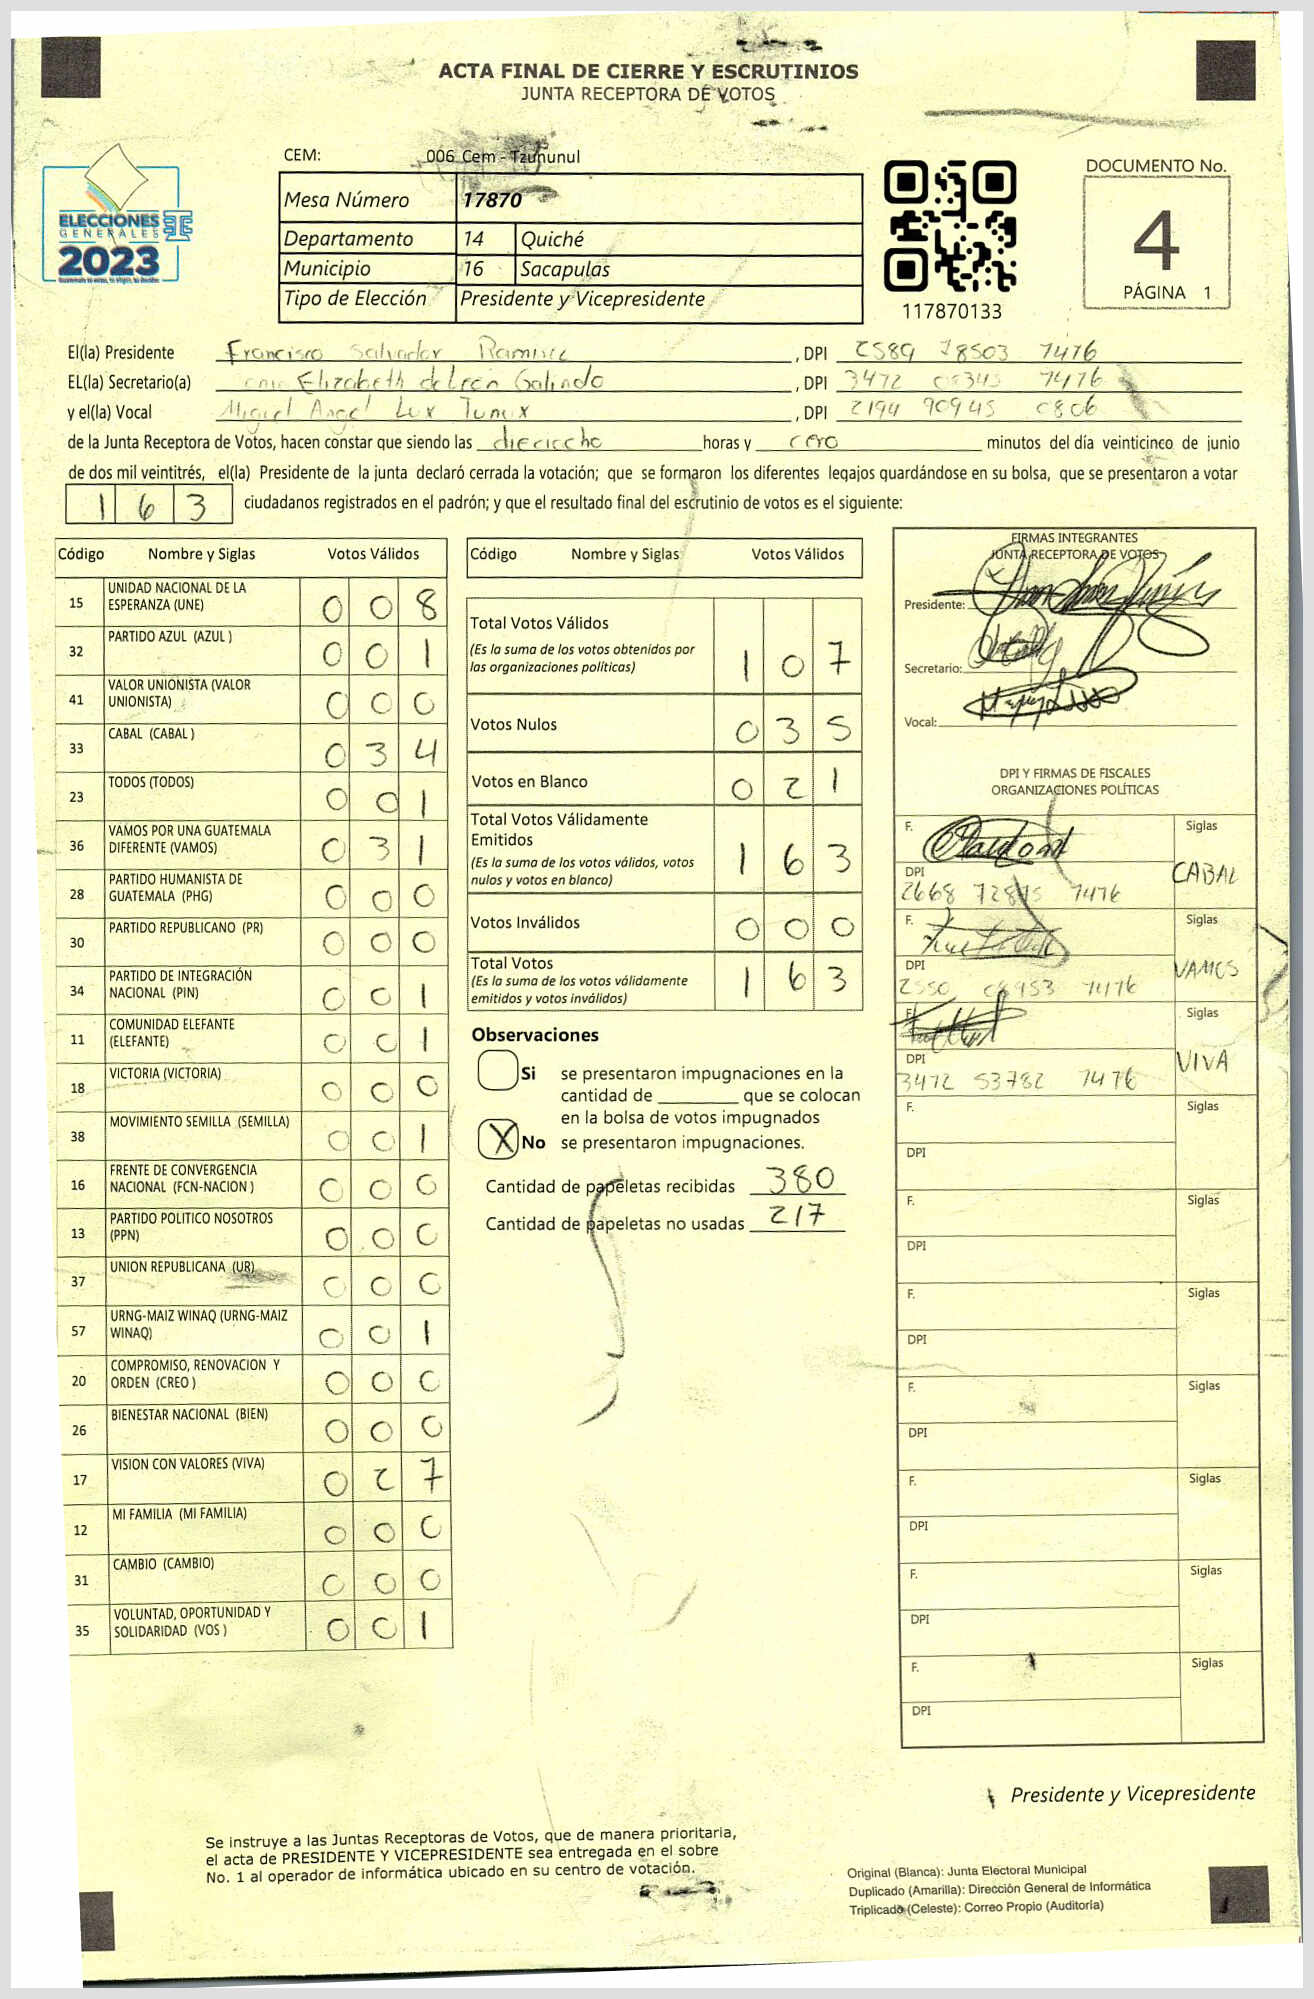 ACTA FINAL DE CIERRE Y ESCRUTINIOS
JUNTA RECEPTORA DE VOTOS
CEM: 006 Cem - Tzununul
ELECCIONES
GENERALES
2023
Mesa Número 17870
Departamento 14 Quiché
Municipio 16 Sacapulas
Tipo de Elección Presidente y Vicepresidente
117870133
DOCUMENTO No.
4
PÁGINA 1
El(la) Presidente Francisco Salvador Ramirez, DPI 2589 78503 1416
EL(la) Secretario(a) Elizabeth de León Galindo, DPI 3472 08345 7416
y el(la) Vocal Miguel Angel Lux Tumux, DPI 2194 90945 0806
de la Junta Receptora de Votos, hacen constar que siendo las dieciocho horas y cero minutos del día veinticinco de junio
de dos mil veintitrés, el(la) Presidente de la junta declaró cerrada la votación; que se formaron los diferentes legajos quardándose en su bolsa, que se presentaron a votar
163 ciudadanos registrados en el padrón; y que el resultado final del escrutinio de votos es el siguiente:
Código Nombre y Siglas Votos Válidos
15 UNIDAD NACIONAL DE LA ESPERANZA (UNE) 0 0 8
32 PARTIDO AZUL (AZUL ) 0 0 1
41 VALOR UNIONISTA (VALOR UNIONISTA) 0 0 0
33 CABAL (CABAL ) 0 3 4
23 TODOS (TODOS) 0 0 1
36 VAMOS POR UNA GUATEMALA DIFERENTE (VAMOS) 0 3 1
28 PARTIDO HUMANISTA DE GUATEMALA (PHG) 0 0 0
30 PARTIDO REPUBLICANO (PR) 0 0 0
34 PARTIDO DE INTEGRACIÓN NACIONAL (PIN) 0 0 1
11 COMUNIDAD ELEFANTE (ELEFANTE) 0 0 1
18 VICTORIA (VICTORIA) 0 0 0
38 MOVIMIENTO SEMILLA (SEMILLA) 0 0 1
16 FRENTE DE CONVERGENCIA NACIONAL (FCN-NACION ) 0 0 0
13 PARTIDO POLITICO NOSOTROS (PPN) 0 0 0
37 UNION REPUBLICANA (UR) 0 0 0
57 URNG-MAIZ WINAQ (URNG-MAIZ WINAQ) 0 0 1
20 COMPROMISO, RENOVACION Y ORDEN (CREO ) 0 0 0
26 BIENESTAR NACIONAL (BIEN) 0 0 0
17 VISION CON VALORES (VIVA) 0 2 7
12 MI FAMILIA (MI FAMILIA) 0 0 0
31 CAMBIO (CAMBIO) 0 0 0
35 VOLUNTAD, OPORTUNIDAD Y SOLIDARIDAD (VOS ) 0 0 1
Código Nombre y Siglas Votos Válidos
Total Votos Válidos 1 0 7
(Es la suma de los votos obtenidos por
las organizaciones políticas)
Votos Nulos 0 3 5
Votos en Blanco 0 2 1
Total Votos Válidamente
Emitidos 1 6 3
(Es la suma de los votos válidos, votos
nulos y votos en blanco)
Votos Inválidos 0 0 0
Total Votos 1 6 3
(Es la suma de los votos válidamente
emitidos y votos inválidos)
Observaciones
Si se presentaron impugnaciones en la
cantidad de ________ que se colocan
en la bolsa de votos impugnados
X No se presentaron impugnaciones.
Cantidad de papeletas recibidas 380
Cantidad de papeletas no usadas 217
FIRMAS INTEGRANTES
JUNTA RECEPTORA DE VOTOS
Presidente:
Secretario:
Vocal:
DPI Y FIRMAS DE FISCALES
ORGANIZACIONES POLÍTICAS
F. Siglas
CABAL
DPI
2668 72875 7476
F. Siglas
VAMOS
DPI
2550 08953 1416
F. Siglas
VIVA
DPI
3472 53782 7476
F. Siglas
DPI
F. Siglas
DPI
F. Siglas
DPI
F. Siglas
DPI
F. Siglas
DPI
F. Siglas
DPI
F. Siglas
DPI
Presidente y Vicepresidente
Se instruye a las Juntas Receptoras de Votos, que de manera prioritaria,
el acta de PRESIDENTE Y VICEPRESIDENTE sea entregada en el sobre
No. 1 al operador de informática ubicado en su centro de votación.
Original (Blanca): Junta Electoral Municipal
Duplicado (Amarilla): Dirección General de Informática
Triplicado (Celeste): Correo Propio (Auditoría)